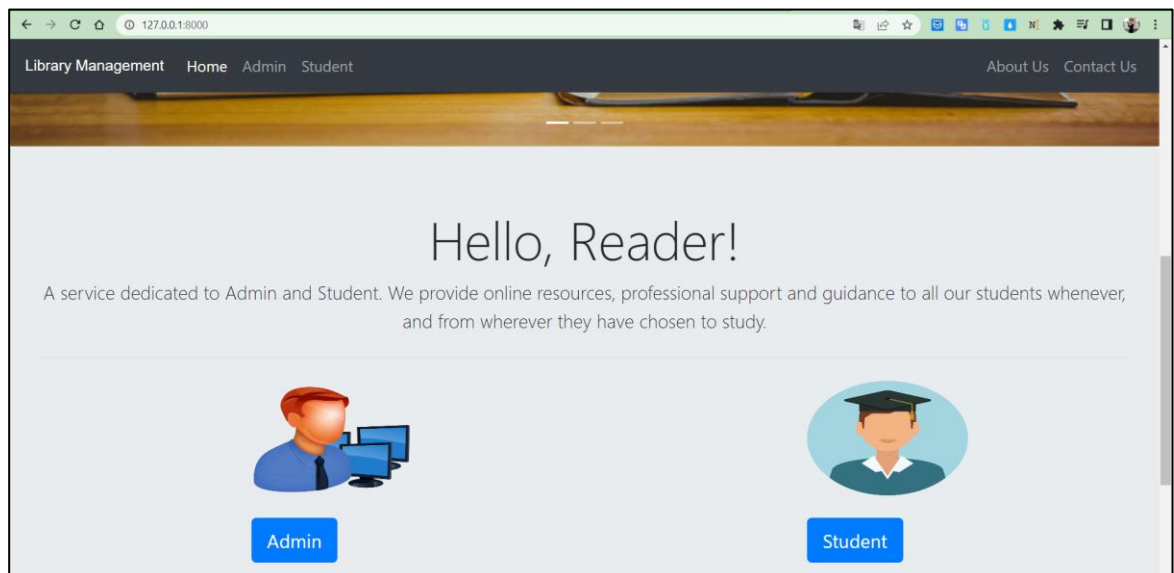 127.0.0.1:8000
Library Management Home Admin Student About Us Contact Us
Hello, Reader!
A service dedicated to Admin and Student. We provide online resources, professional support and guidance to all our students whenever,
and from wherever they have chosen to study.
Admin Student